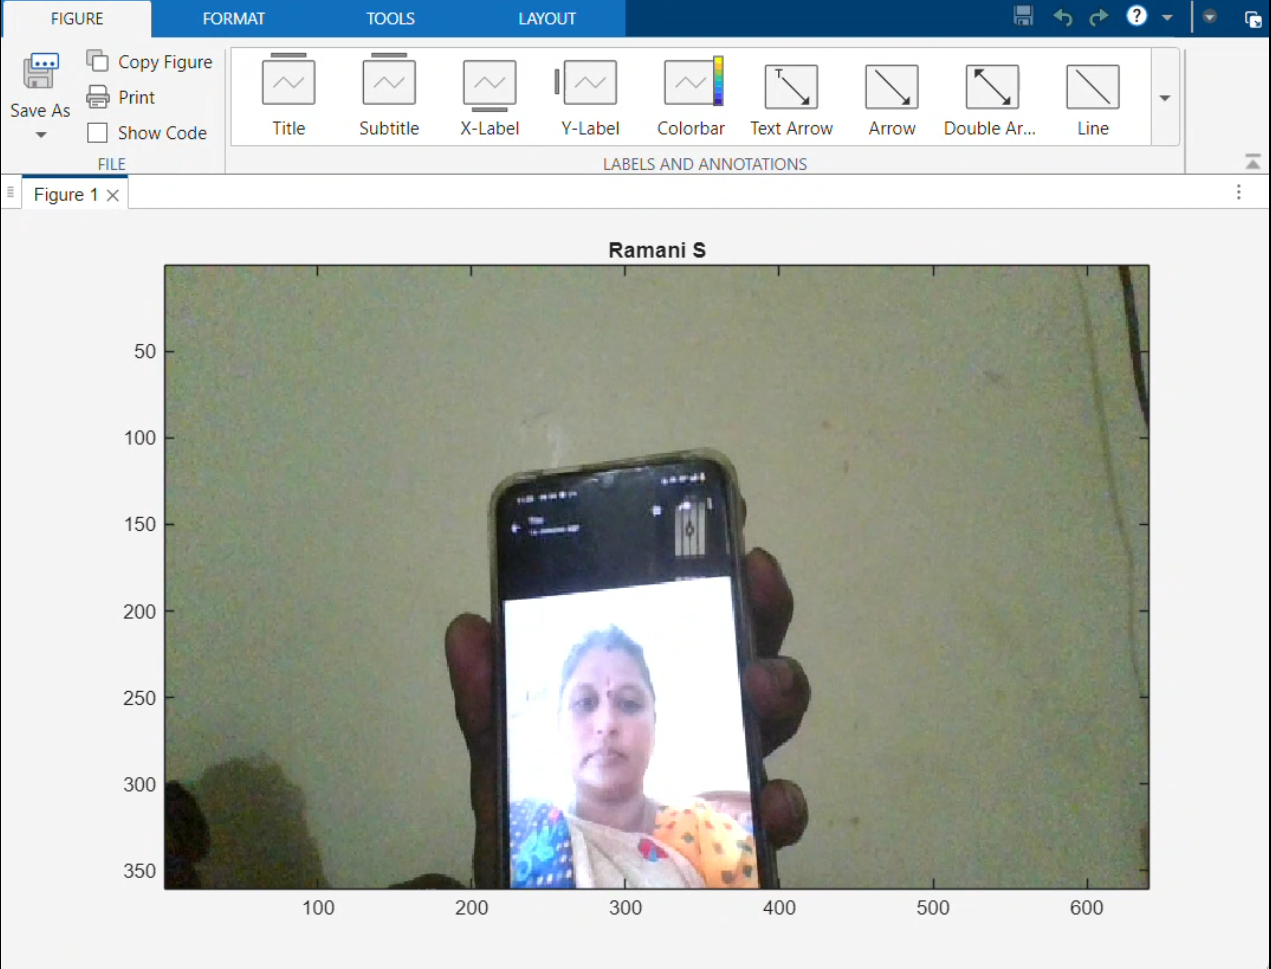 FIGURE FORMAT TOOLS LAYOUT
Save As
Copy Figure
Print
Show Code
FILE
Title Subtitle X-Label Y-Label Colorbar Text Arrow Arrow Double Ar... Line
LABELS AND ANNOTATIONS
Figure 1
Ramani S
50
100
150
200
250
300
350
100 200 300 400 500 600